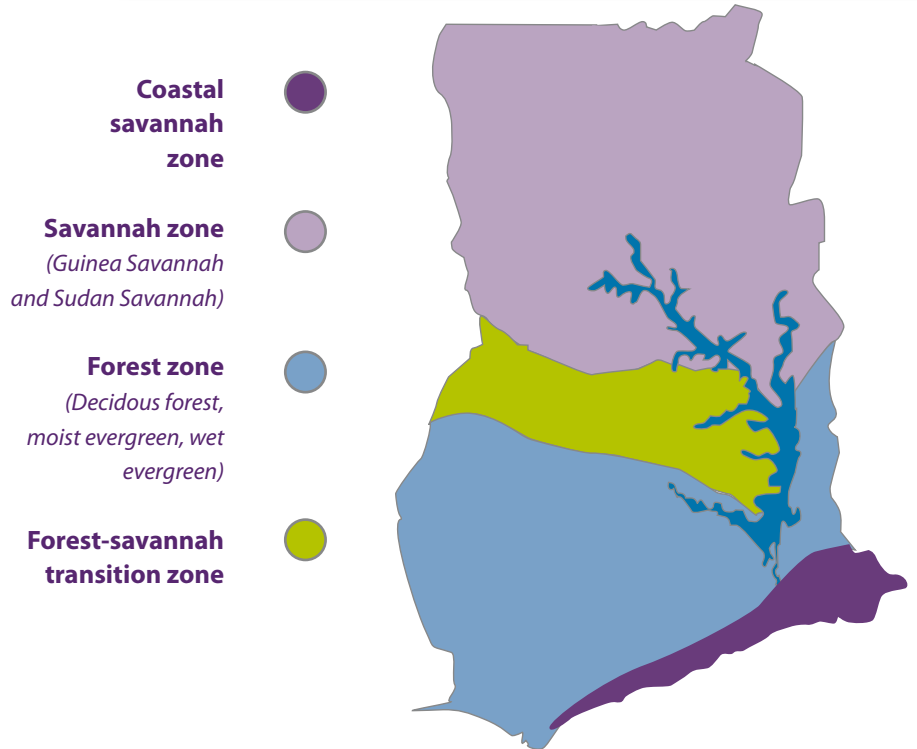 Coastal
savannah
zone
Savannah zone
(Guinea Savannah
and Sudan Savannah)
Forest zone
(Decidous forest,
moist evergreen, wet
evergreen)
Forest-savannah
transition zone